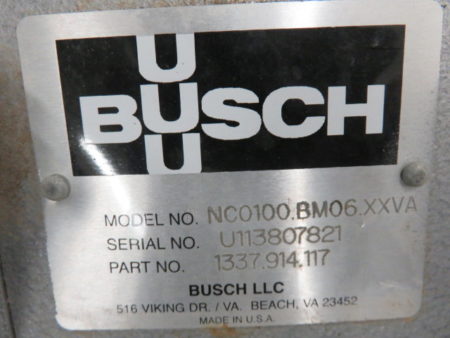 U
BUSCH
U
MODEL NO. NC0100.BM06.XXVA
SERIAL NO. U113807821
PART NO. 1337.914.117
BUSCH LLC
516 VIKING DR. / VA. BEACH, VA 23452
MADE IN U.S.A.